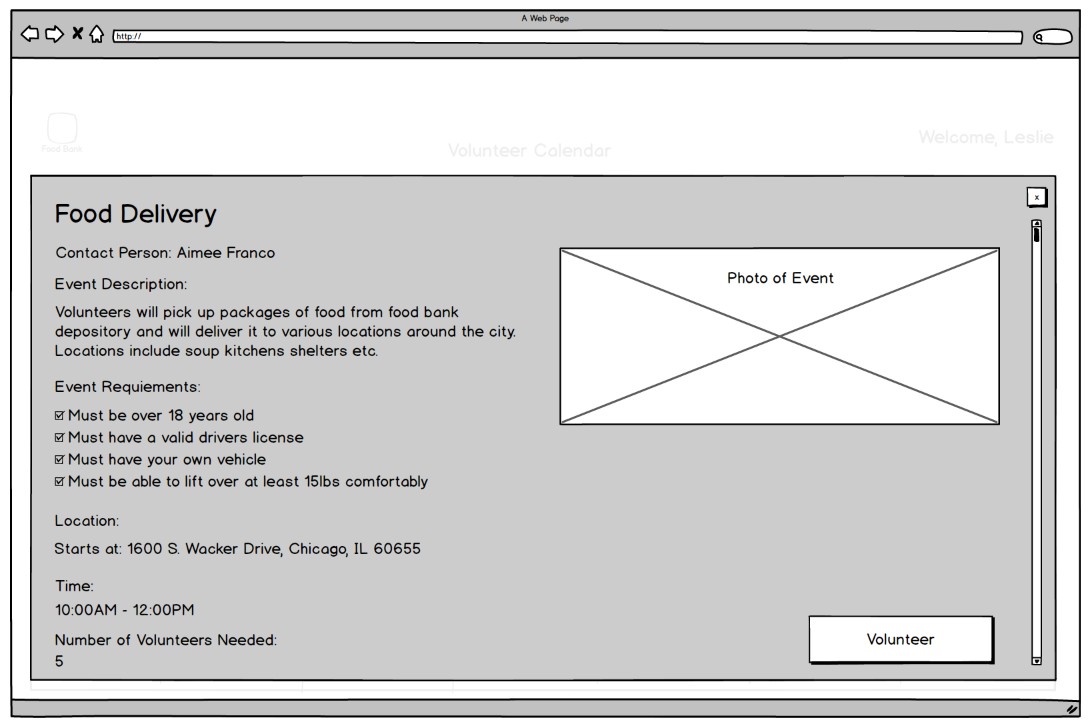 A Web Page
http://
Food Bank
Volunteer Calendar
Welcome, Leslie
x
Food Delivery
Contact Person: Aimee Franco
Event Description:
Volunteers will pick up packages of food from food bank
depository and will deliver it to various locations around the city.
Locations include soup kitchens shelters etc.
Photo of Event
Event Requiements:
Must be over 18 years old
Must have a valid drivers license
Must have your own vehicle
Must be able to lift over at least 15lbs comfortably
Location:
Starts at: 1600 S. Wacker Drive, Chicago, IL 60655
Time:
10:00AM - 12:00PM
Number of Volunteers Needed:
5
Volunteer